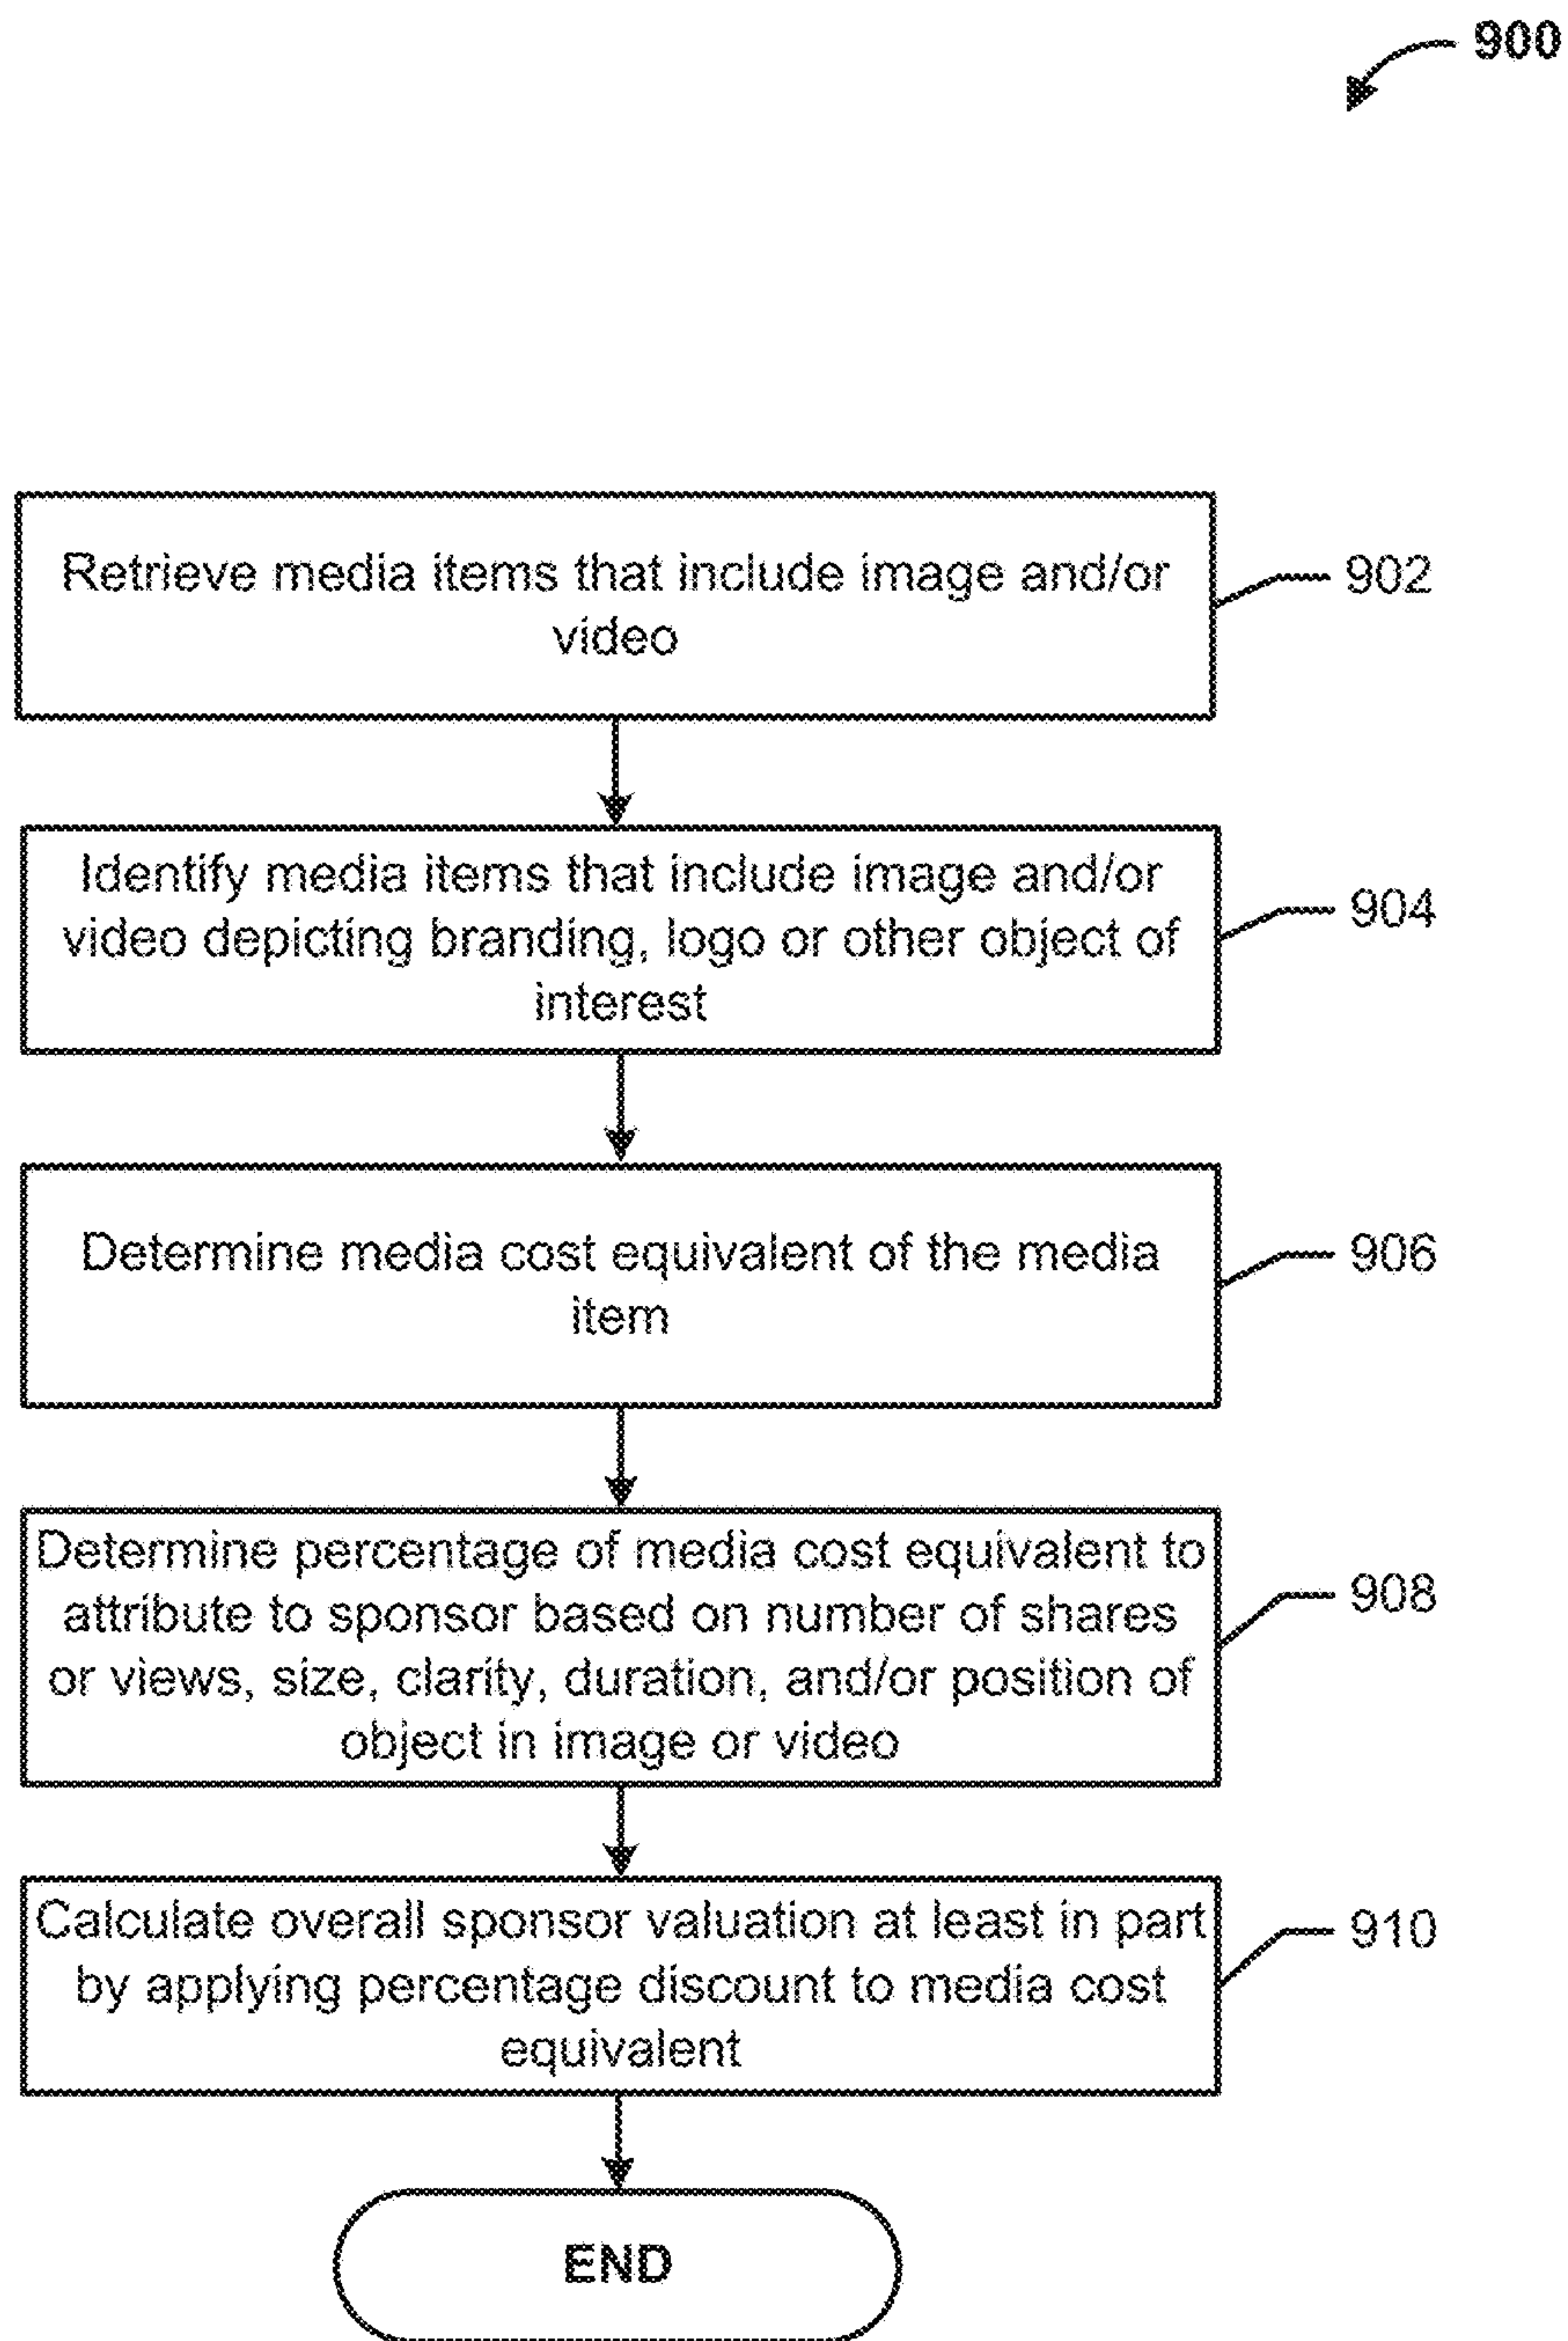 900
Retrieve media items that include image and/or
video
902
Identify media items that include image and/or
video depicting branding, logo or other object of
interest
904
Determine media cost equivalent of the media
item
906
Determine percentage of media cost equivalent to
attribute to sponsor based on number of shares
or views, size, clarity, duration, and/or position of
object in image or video
908
Calculate overall sponsor valuation at least in part
by applying percentage discount to media cost
equivalent
910
END